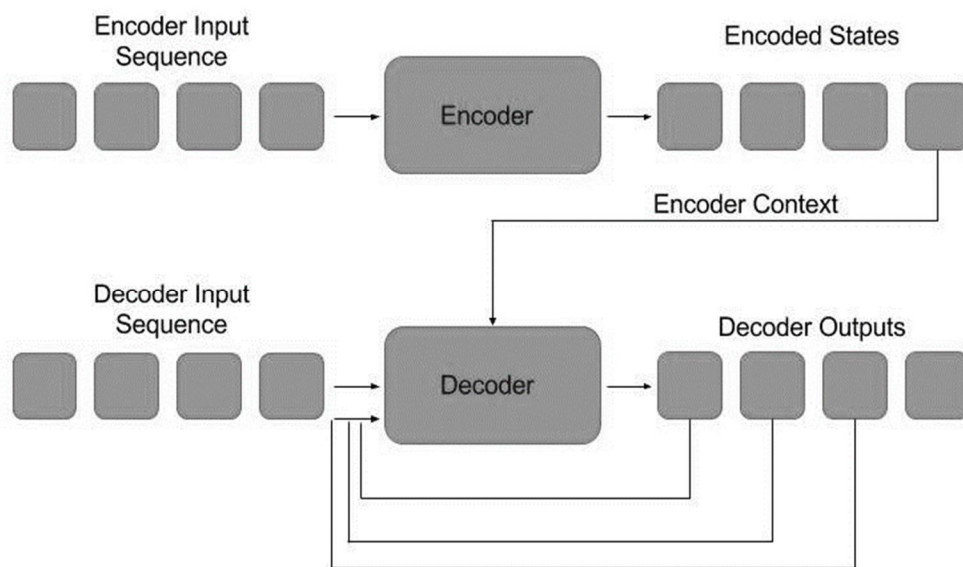 Encoder Input
Sequence
Encoder
Encoded States
Encoder Context
Decoder Input
Sequence
Decoder
Decoder Outputs